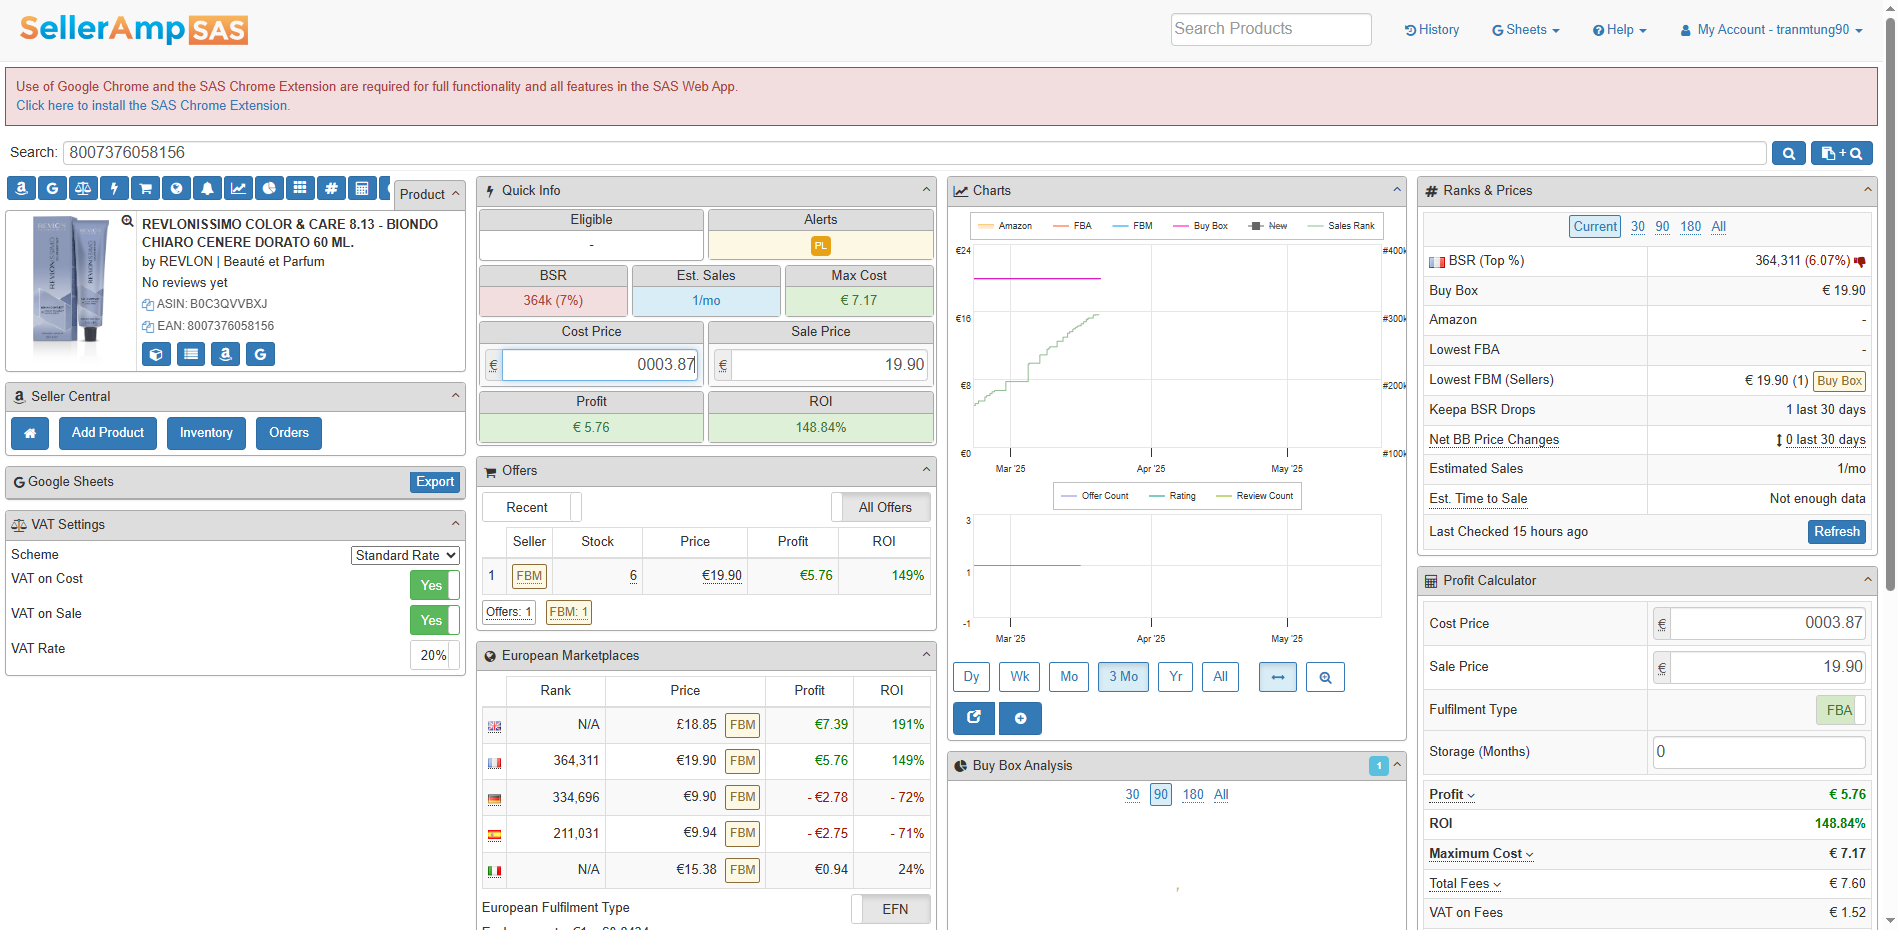 SellerAmp SAS
Search Products
History
Sheets
Help
My Account - tranmtung90
Use of Google Chrome and the SAS Chrome Extension are required for full functionality and all features in the SAS Web App.
Click here to install the SAS Chrome Extension.
Search: 8007376058156
Product
REVLONISSIMO COLOR & CARE 8.13 - BIONDO
CHIARO CENERE DORATO 60 ML.
by REVLON | Beauté et Parfum
No reviews yet
ASIN: B0C3QVVBXJ
EAN: 8007376058156
Seller Central
Add Product
Inventory
Orders
Google Sheets
Export
VAT Settings
Scheme
Standard Rate
VAT on Cost
Yes
VAT on Sale
Yes
VAT Rate
20%
Quick Info
Eligible
Alerts
-
PL
BSR
Est. Sales
Max Cost
364k (7%)
1/mo
€ 7.17
Cost Price
Sale Price
€ 0003.87
€ 19.90
Profit
ROI
€ 5.76
148.84%
Offers
Recent
All Offers
Seller Stock Price Profit ROI
1 FBM 6 €19.90 €5.76 149%
Offers: 1 FBM: 1
European Marketplaces
Rank Price Profit ROI
N/A £18.85 FBM €7.39 191%
364,311 €19.90 FBM €5.76 149%
334,696 €9.90 FBM - €2.78 - 72%
211,031 €9.94 FBM - €2.75 - 71%
N/A €15.38 FBM €0.94 24%
European Fulfilment Type
EFN
Charts
Amazon FBA FBM Buy Box New Sales Rank
€24
#400k
€16
#300k
€8
#200k
€0
#100k
Mar '25 Apr '25 May '25
Offer Count Rating Review Count
3
1
-1
Mar '25 Apr '25 May '25
Dy Wk Mo 3 Mo Yr All
Buy Box Analysis
1
30 90 180 All
Ranks & Prices
Current 30 90 180 All
BSR (Top %) 364,311 (6.07%)
Buy Box € 19.90
Amazon -
Lowest FBA -
Lowest FBM (Sellers) € 19.90 (1) Buy Box
Keepa BSR Drops 1 last 30 days
Net BB Price Changes 0 last 30 days
Estimated Sales 1/mo
Est. Time to Sale Not enough data
Last Checked 15 hours ago
Refresh
Profit Calculator
Cost Price € 0003.87
Sale Price € 19.90
Fulfilment Type FBA
Storage (Months) 0
Profit € 5.76
ROI 148.84%
Maximum Cost € 7.17
Total Fees € 7.60
VAT on Fees € 1.52